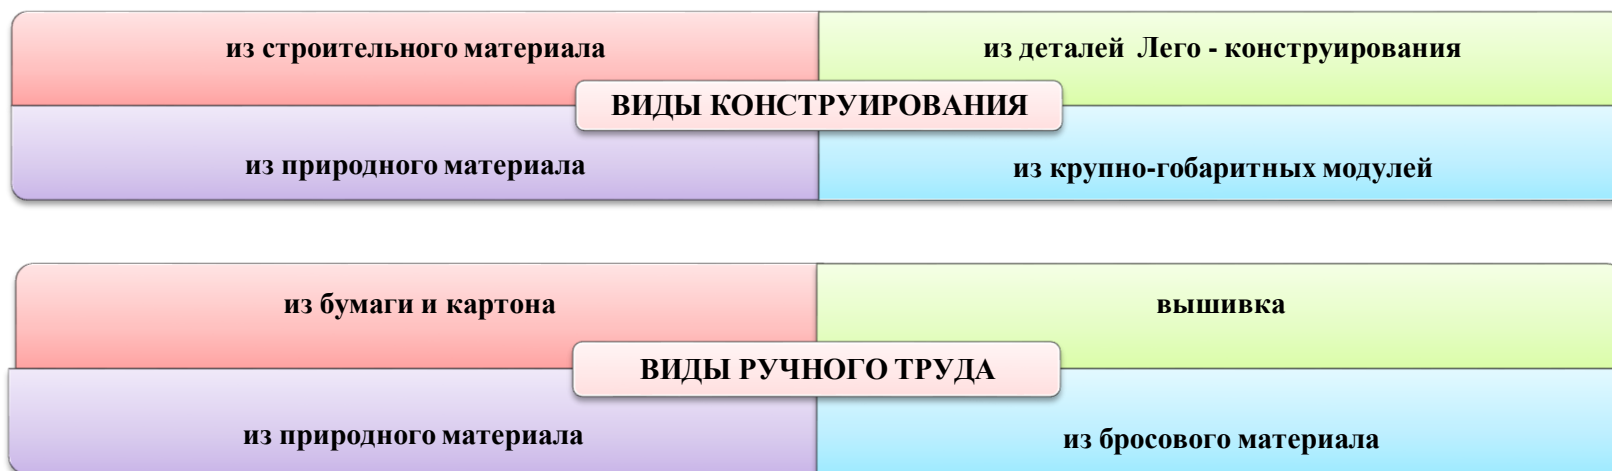 из строительного материала
из деталей Лего - конструирования
ВИДЫ КОНСТРУИРОВАНИЯ
из природного материала
из крупно-гобаритных модулей
из бумаги и картона
вышивка
ВИДЫ РУЧНОГО ТРУДА
из природного материала
из бросового материала